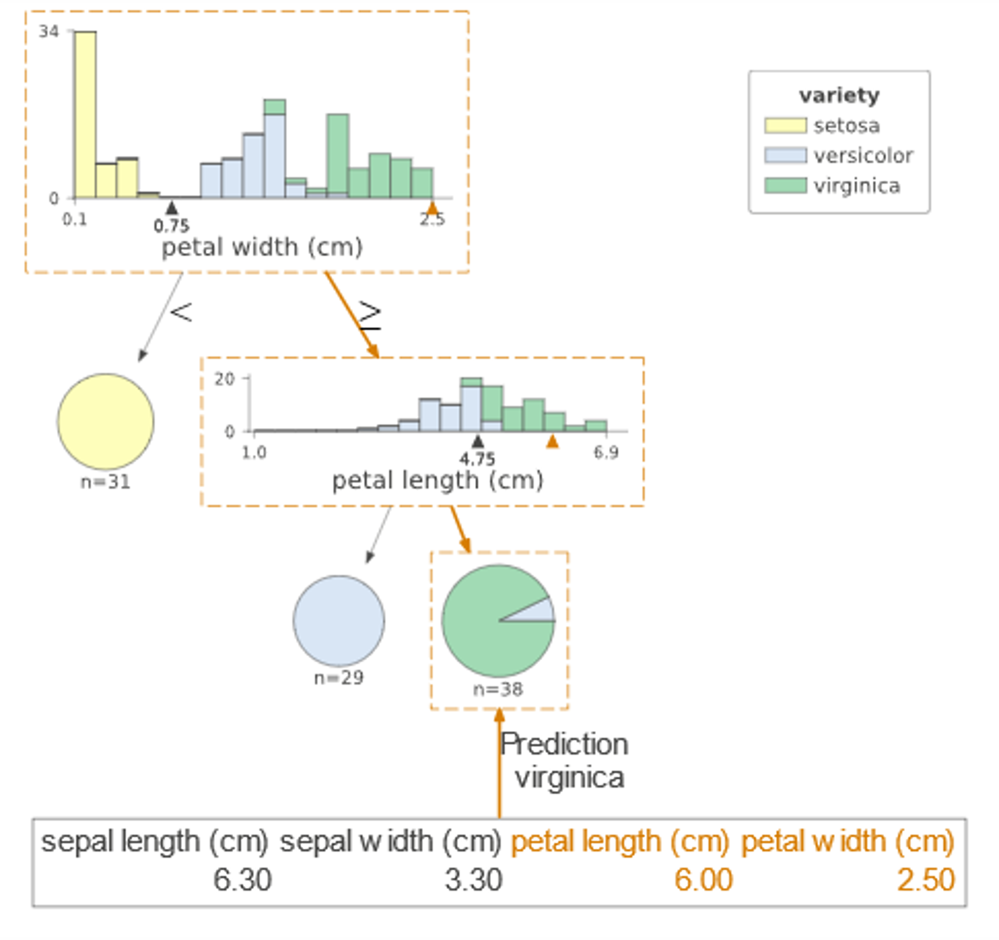 34
0
0.1
0.75
2.5
petal width (cm)
variety
setosa
versicolor
virginica
<
≥
n=31
20
0
1.0
4.75
6.9
petal length (cm)
n=29
n=38
Prediction
virginica
sepal length (cm) sepal width (cm) petal length (cm) petal width (cm)
6.30 3.30 6.00 2.50